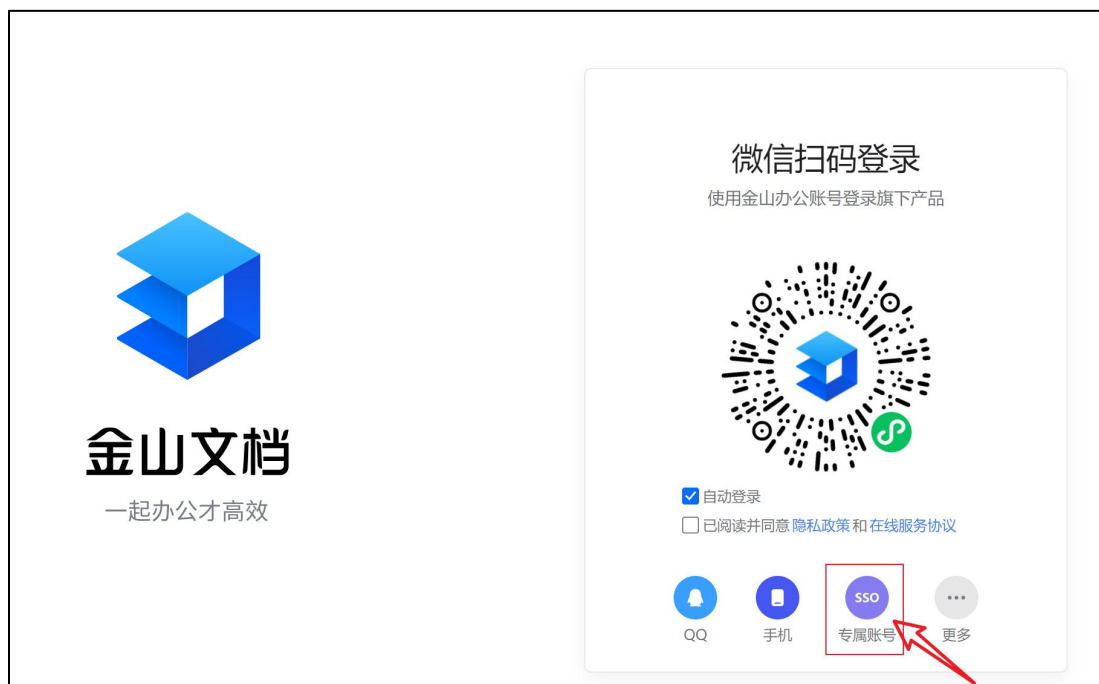 金山文档
一起办公才高效
微信扫码登录
使用金山办公账号登录旗下产品
自动登录
已阅读并同意 隐私政策 和 在线服务协议
SSO
QQ 手机 专属账号 更多